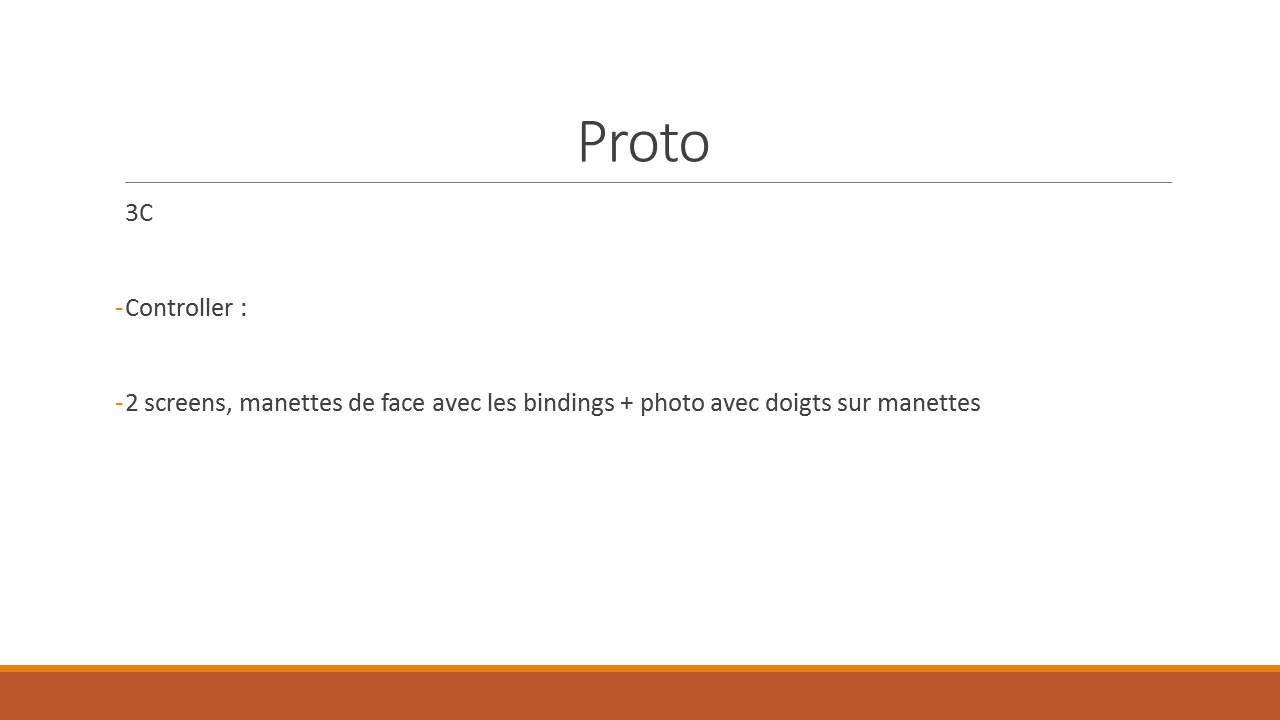 Proto
3C
-Controller :
-2 screens, manettes de face avec les bindings + photo avec doigts sur manettes